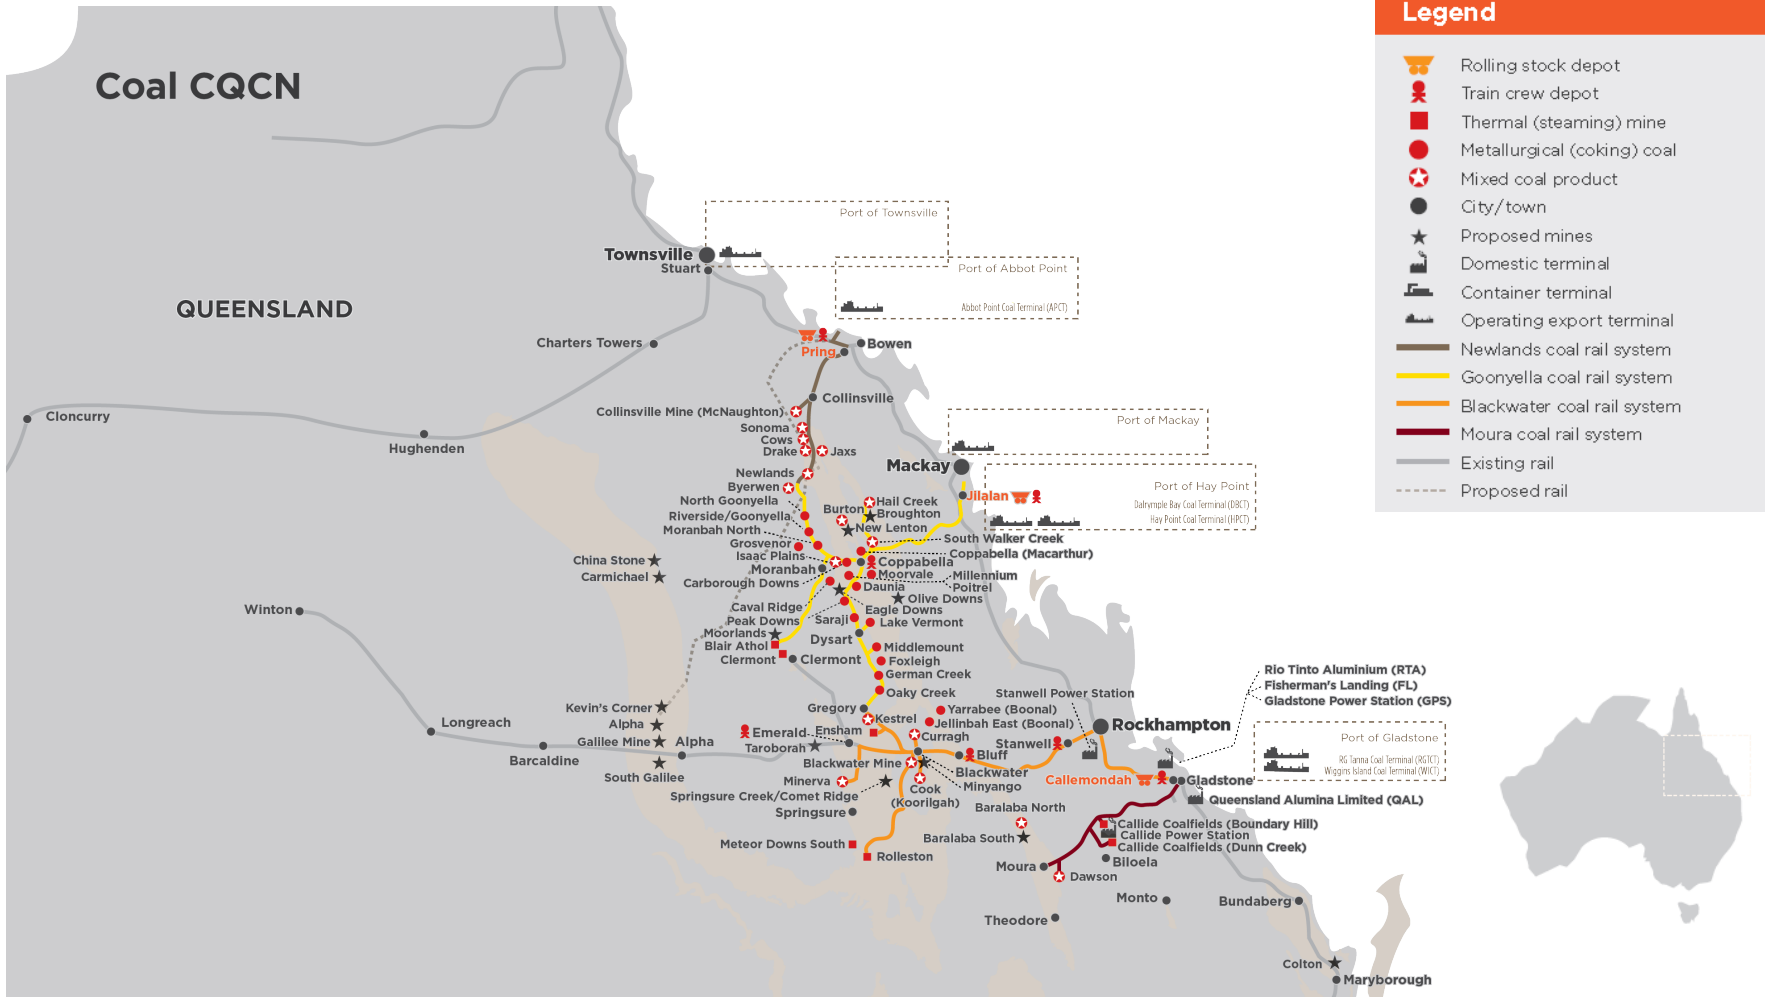 Coal CQCN
QUEENSLAND
Legend
Rolling stock depot
Train crew depot
Thermal (steaming) mine
Metallurgical (coking) coal
Mixed coal product
City/town
Proposed mines
Domestic terminal
Container terminal
Operating export terminal
Newlands coal rail system
Goonyella coal rail system
Blackwater coal rail system
Moura coal rail system
Existing rail
Proposed rail
Port of Townsville
Townsville
Stuart
Port of Abbot Point
Abbot Point Coal Terminal (APCT)
Charters Towers
Pring
Bowen
Collinsville
Cloncurry
Hughenden
Collinsville Mine (McNaughton)
Sonoma
Cows
Drake
Jaxs
Port of Mackay
Mackay
Newlands
Byerwen
Port of Hay Point
Jilalan
Dalrymple Bay Coal Terminal (DBCT)
Hay Point Coal Terminal (HPCT)
North Goonyella
Hail Creek
Burton
Broughton
Riverside/Goonyella
New Lenton
Moranbah North
South Walker Creek
Grosvenor
Coppabella (Macarthur)
Isaac Plains
Coppabella
Moranbah
Moorvale
Millennium
Carborough Downs
Daunia
Poitrel
Olive Downs
China Stone
Carmichael
Caval Ridge
Eagle Downs
Peak Downs
Saraji
Lake Vermont
Winton
Moorlands
Dysart
Blair Athol
Middlemount
Clermont
Clermont
Foxleigh
German Creek
Oaky Creek
Stanwell Power Station
Rio Tinto Aluminium (RTA)
Fisherman's Landing (FL)
Gladstone Power Station (GPS)
Kevin's Corner
Gregory
Yarrabee (Boonal)
Kestrel
Jellinbah East (Boonal)
Rockhampton
Longreach
Alpha
Emerald
Ensham
Curragh
Stanwell
Port of Gladstone
Galilee Mine
Alpha
Taroborah
Bluff
RG Tanna Coal Terminal (RGTCT)
Wiggins Island Coal Terminal (WICT)
Barcaldine
Blackwater Mine
Blackwater
South Galilee
Minerva
Minyango
Callemondah
Gladstone
Springsure Creek/Comet Ridge
Cook
(Koorilgah)
Queensland Alumina Limited (QAL)
Springsure
Baralaba North
Callide Coalfields (Boundary Hill)
Baralaba South
Callide Power Station
Meteor Downs South
Callide Coalfields (Dunn Creek)
Rolleston
Moura
Biloela
Dawson
Monto
Bundaberg
Theodore
Colton
Maryborough